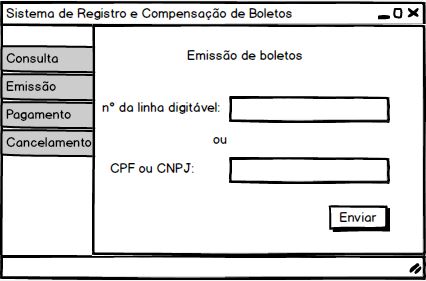 Sistema de Registro e Compensação de Boletos
Consulta
Emissão
Pagamento
Cancelamento
Emissão de boletos
n° da linha digitável:
ou
CPF ou CNPJ:
Enviar